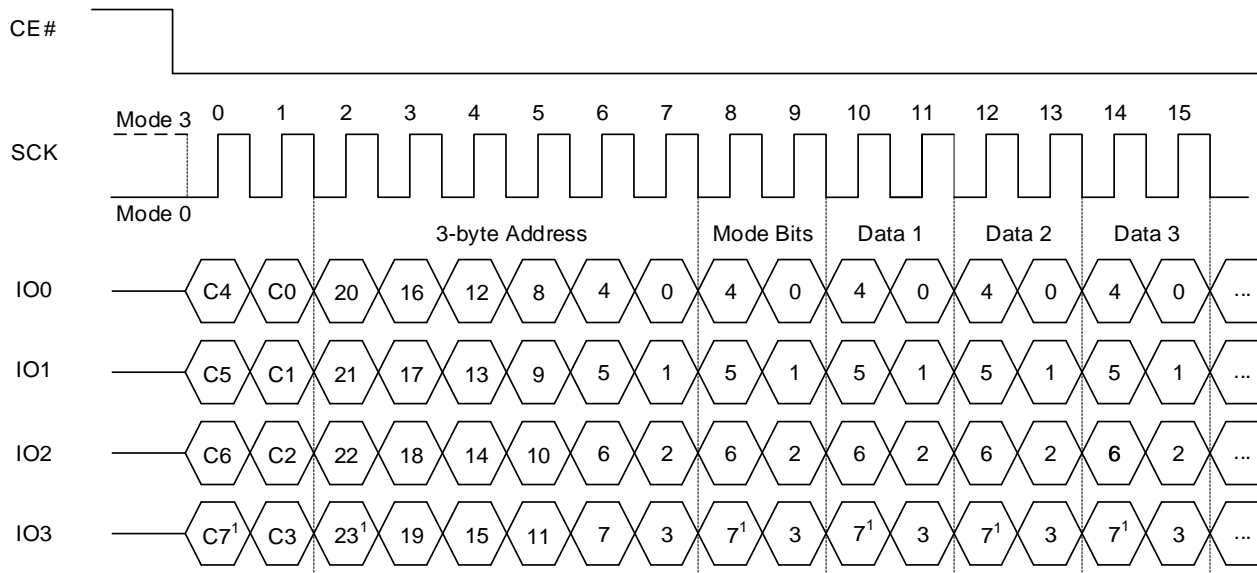 CE#
Mode 3 0 1 2 3 4 5 6 7 8 9 10 11 12 13 14 15
SCK
Mode 0
3-byte Address Mode Bits Data 1 Data 2 Data 3
IO0 C4 C0 20 16 12 8 4 0 4 0 4 0 4 0 4 0 ...
IO1 C5 C1 21 17 13 9 5 1 5 1 5 1 5 1 5 1 ...
IO2 C6 C2 22 18 14 10 6 2 6 2 6 2 6 2 6 2 ...
IO3 C7¹ C3 23¹ 19 15 11 7 3 7¹ 3 7¹ 3 7¹ 3 7¹ 3 ...